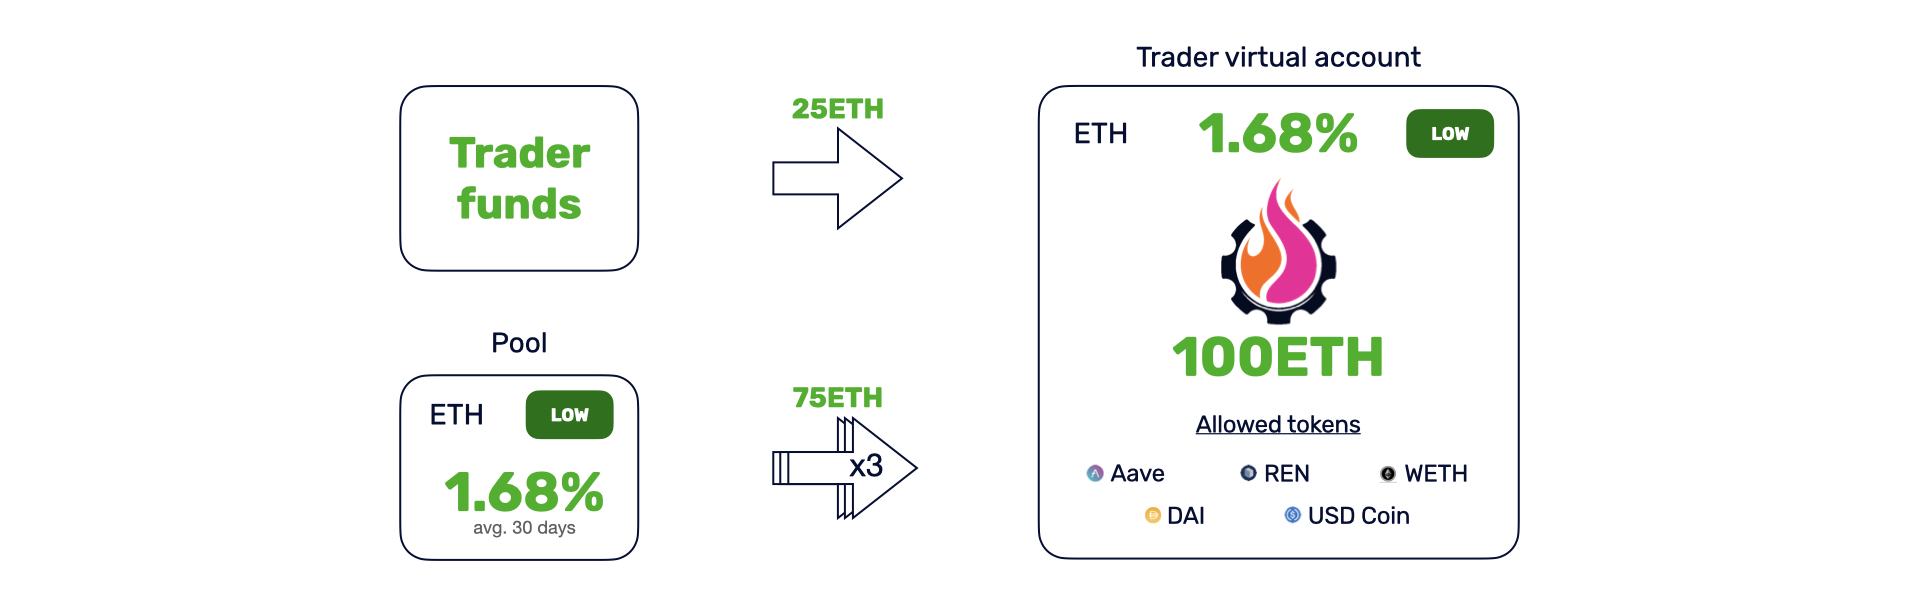 Trader
funds
25ETH
Pool
ETH
LOW
1.68%
avg. 30 days
75ETH
x3
Trader virtual account
ETH 1.68% LOW
100ETH
Allowed tokens
Aave REN WETH
DAI USD Coin